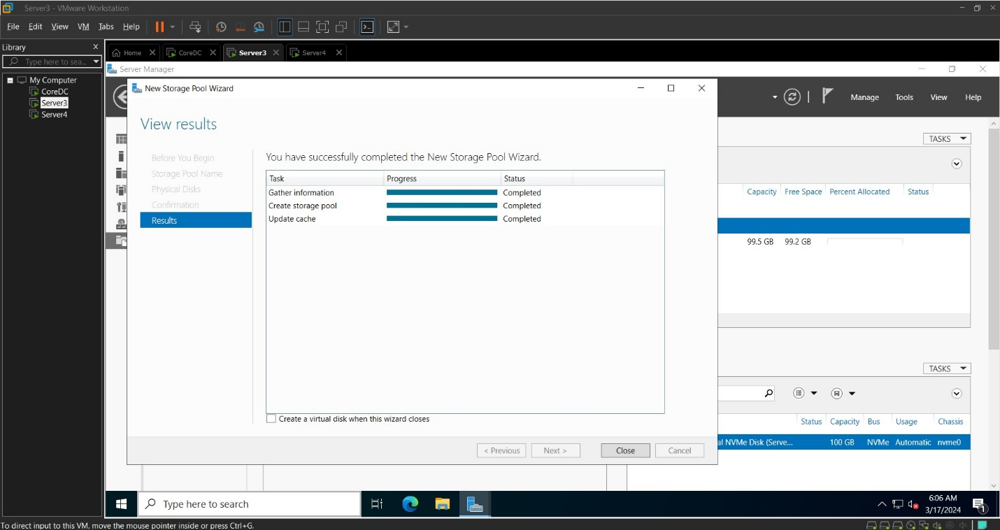 Server3 - VMware Workstation
File Edit View VM Tabs Help
Library
Type here to sea...
My Computer
CoreDC
Server3
Server4
Home CoreDC Server3 Server4
Server Manager
Manage Tools View Help
New Storage Pool Wizard
View results
Before You Begin
Storage Pool Name
Physical Disks
Confirmation
Results
You have successfully completed the New Storage Pool Wizard.
Task Progress Status
Gather information Completed
Create storage pool Completed
Update cache Completed
Create a virtual disk when this wizard closes
< Previous Next > Close Cancel
TASKS
Capacity Free Space Percent Allocated Status
99.5 GB 99.2 GB
TASKS
Status Capacity Bus Usage Chassis
al NVMe Disk (Serve... 100 GB NVMe Automatic nvme0
Type here to search
6:06 AM
3/17/2024
1
To direct input to this VM, move the mouse pointer inside or press Ctrl+G.